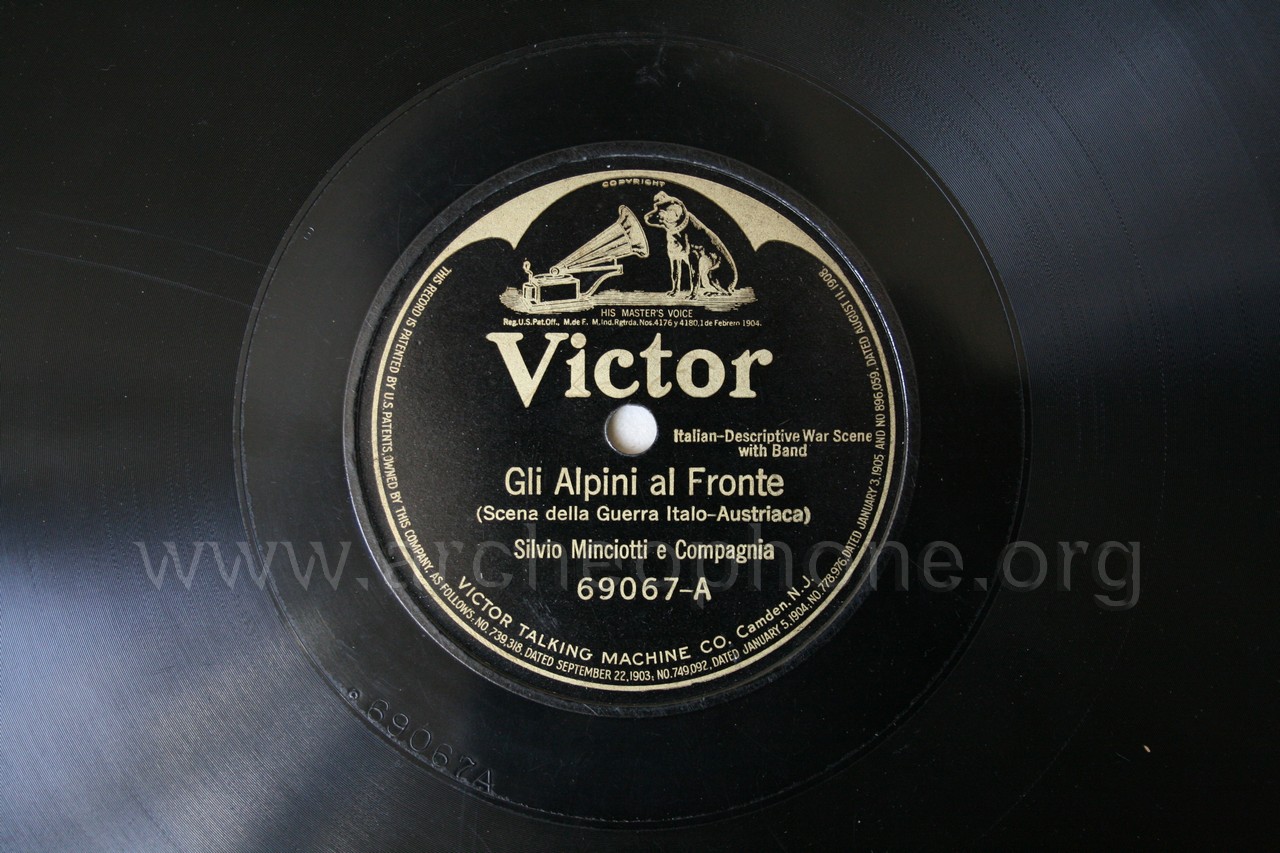 COPYRIGHT
HIS MASTER'S VOICE
Reg.U.S.Pat.Off., M.de F. M.Ind.Rgtrda.Nos.4176 y 4180,1 de Febrero 1904.
Victor
Italian-Descriptive War Scene
with Band
Gli Alpini al Fronte
(Scena della Guerra Italo-Austriaca)
Silvio Minciotti e Compagnia
69067-A
VICTOR TALKING MACHINE CO. Camden. N.J.
THIS RECORD IS PATENTED BY U.S. PATENTS, OWNED BY THIS COMPANY, AS FOLLOWS: NO. 739,318, DATED SEPTEMBER 22,1903; NO. 749,092, DATED JANUARY 5, 1904; NO. 778,976, DATED JANUARY 3, 1905 AND NO 896,059, DATED AUGUST 11, 1908.
www.archeophone.org
69067A